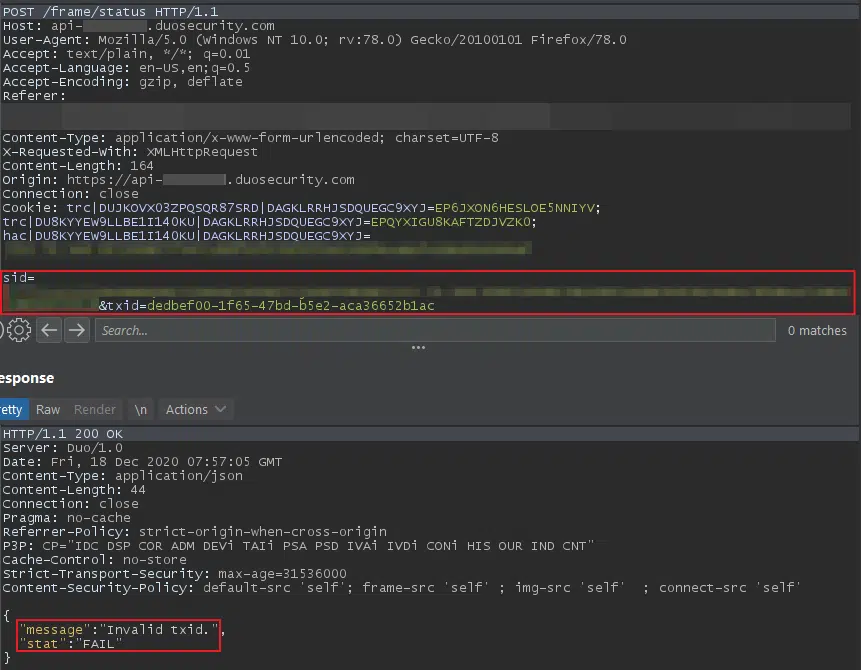 POST /frame/status HTTP/1.1
Host: api-.duosecurity.com
User-Agent: Mozilla/5.0 (Windows NT 10.0; rv:78.0) Gecko/20100101 Firefox/78.0
Accept: text/plain, */*; q=0.01
Accept-Language: en-US,en;q=0.5
Accept-Encoding: gzip, deflate
Referer:
Content-Type: application/x-www-form-urlencoded; charset=UTF-8
X-Requested-With: XMLHttpRequest
Content-Length: 164
Origin: https://api-.duosecurity.com
Connection: close
Cookie: trc|DUJKOVX03ZPQSQR87SRD|DAGKLRRHJSDQUEGC9XYJ=EP6JXON6HESLOE5NNIYV;
trc|DU8KYYEW9LLBE1I140KU|DAGKLRRHJSDQUEGC9XYJ=EPQYXIGU8KAFTZDJVZK0;
hac|DU8KYYEW9LLBE1I140KU|DAGKLRRHJSDQUEGC9XYJ=
sid=
&txid=dedbef00-1f65-47bd-b5e2-aca36652b1ac
Search...
0 matches
esponse
retty Raw Render \n Actions
HTTP/1.1 200 OK
Server: Duo/1.0
Date: Fri, 18 Dec 2020 07:57:05 GMT
Content-Type: application/json
Content-Length: 44
Connection: close
Pragma: no-cache
Referrer-Policy: strict-origin-when-cross-origin
P3P: CP="IDC DSP COR ADM DEVi TAIi PSA PSD IVAi IVDi CONi HIS OUR IND CNT"
Cache-Control: no-store
Strict-Transport-Security: max-age=31536000
Content-Security-Policy: default-src 'self'; frame-src 'self' ; img-src 'self' ; connect-src 'self'
{
"message":"Invalid txid.",
"stat":"FAIL"
}